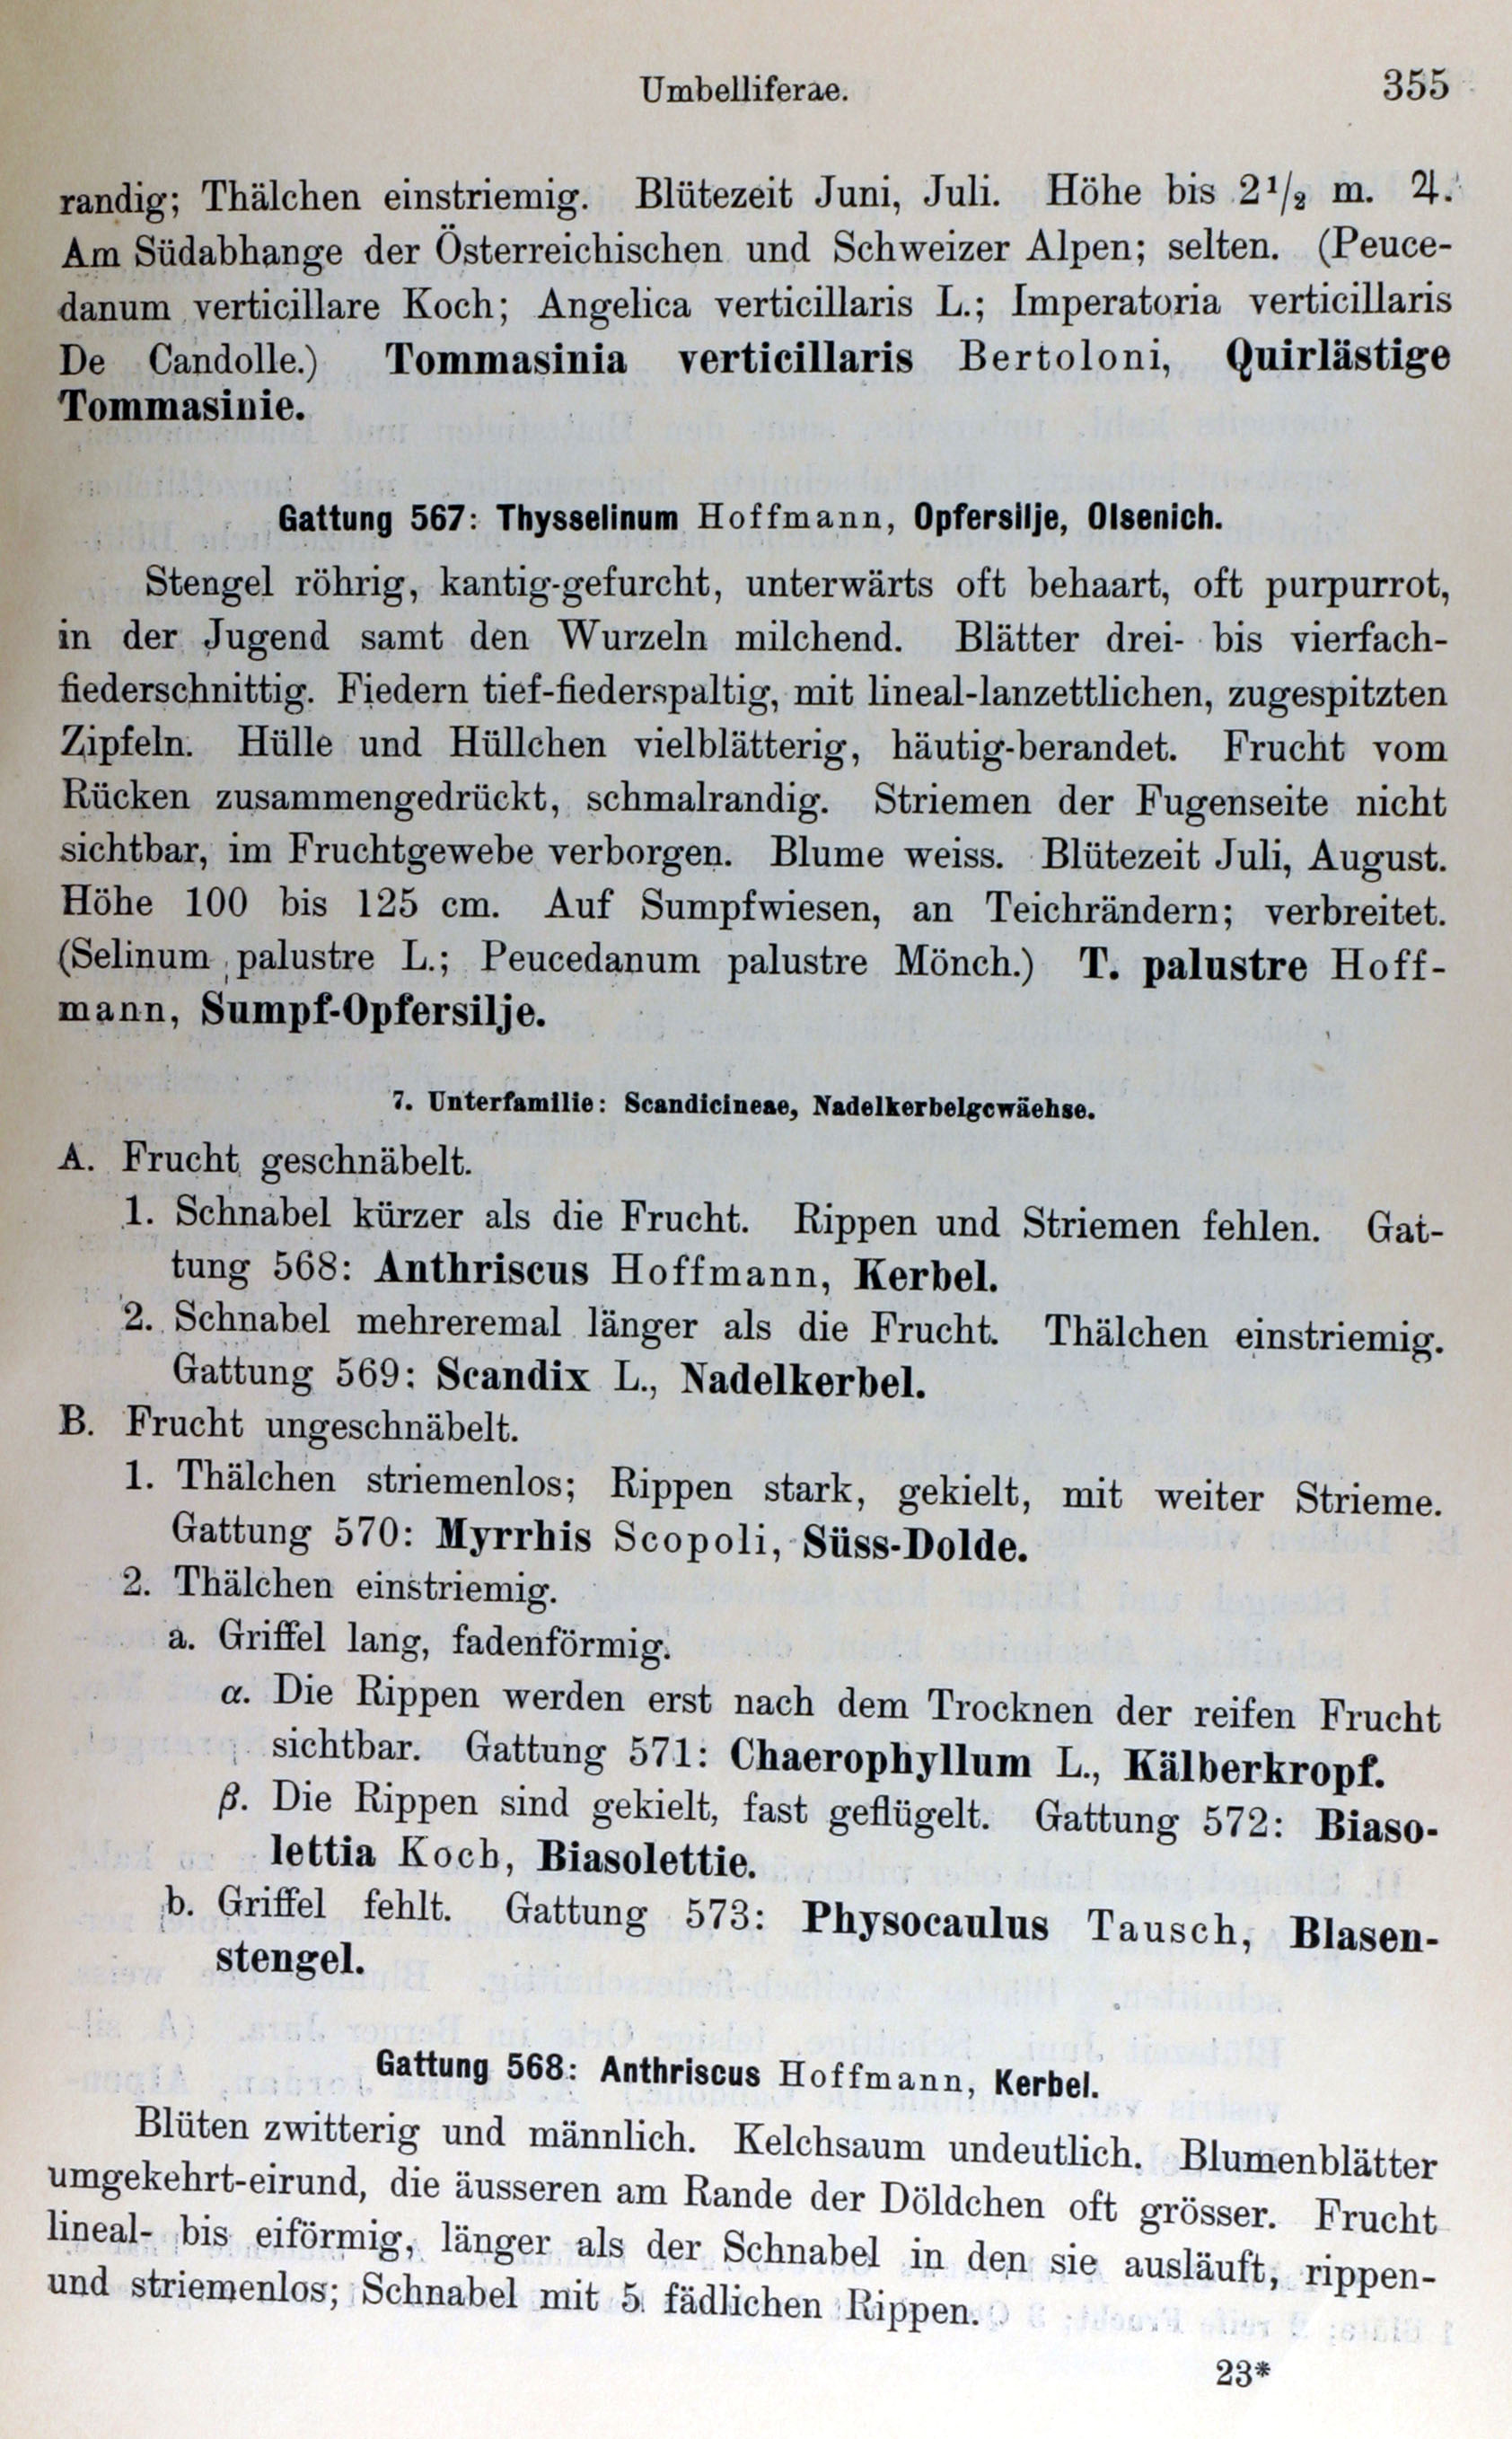 Umbelliferae. 355
randig; Thälchen einstriemig. Blütezeit Juni, Juli. Höhe bis 2¹/₂ m. ♃.
Am Südabhange der Österreichischen und Schweizer Alpen; selten. (Peuce-
danum verticillare Koch; Angelica verticillaris L.; Imperatoria verticillaris
De Candolle.) Tommasinia verticillaris Bertoloni, Quirlästige
Tommasinie.
Gattung 567: Thysselinum Hoffmann, Opfersilje, Olsenich.
Stengel röhrig, kantig-gefurcht, unterwärts oft behaart, oft purpurrot,
in der Jugend samt den Wurzeln milchend. Blätter drei- bis vierfach-
fiederschnittig. Fiedern tief-fiederspaltig, mit lineal-lanzettlichen, zugespitzten
Zipfeln. Hülle und Hüllchen vielblätterig, häutig-berandet. Frucht vom
Rücken zusammengedrückt, schmalrandig. Striemen der Fugenseite nicht
sichtbar, im Fruchtgewebe verborgen. Blume weiss. Blütezeit Juli, August.
Höhe 100 bis 125 cm. Auf Sumpfwiesen, an Teichrändern; verbreitet.
(Selinum palustre L.; Peucedanum palustre Mönch.) T. palustre Hoff-
mann, Sumpf-Opfersilje.
7. Unterfamilie: Scandicineae, Nadelkerbelgewäehse.
A. Frucht geschnäbelt.
1. Schnabel kürzer als die Frucht. Rippen und Striemen fehlen. Gat-
tung 568: Anthriscus Hoffmann, Kerbel.
2. Schnabel mehreremal länger als die Frucht. Thälchen einstriemig.
Gattung 569: Scandix L., Nadelkerbel.
B. Frucht ungeschnäbelt.
1. Thälchen striemenlos; Rippen stark, gekielt, mit weiter Strieme.
Gattung 570: Myrrhis Scopoli, Süss-Dolde.
2. Thälchen einstriemig.
a. Griffel lang, fadenförmig.
α. Die Rippen werden erst nach dem Trocknen der reifen Frucht
sichtbar. Gattung 571: Chaerophyllum L., Kälberkropf.
β. Die Rippen sind gekielt, fast geflügelt. Gattung 572: Biaso-
lettia Koch, Biasolettie.
b. Griffel fehlt. Gattung 573: Physocaulus Tausch, Blasen-
stengel.
Gattung 568: Anthriscus Hoffmann, Kerbel.
Blüten zwitterig und männlich. Kelchsaum undeutlich. Blumenblätter
umgekehrt-eirund, die äusseren am Rande der Döldchen oft grösser. Frucht
lineal- bis eiförmig, länger als der Schnabel in den sie ausläuft, rippen-
und striemenlos; Schnabel mit 5 fädlichen Rippen.
23*